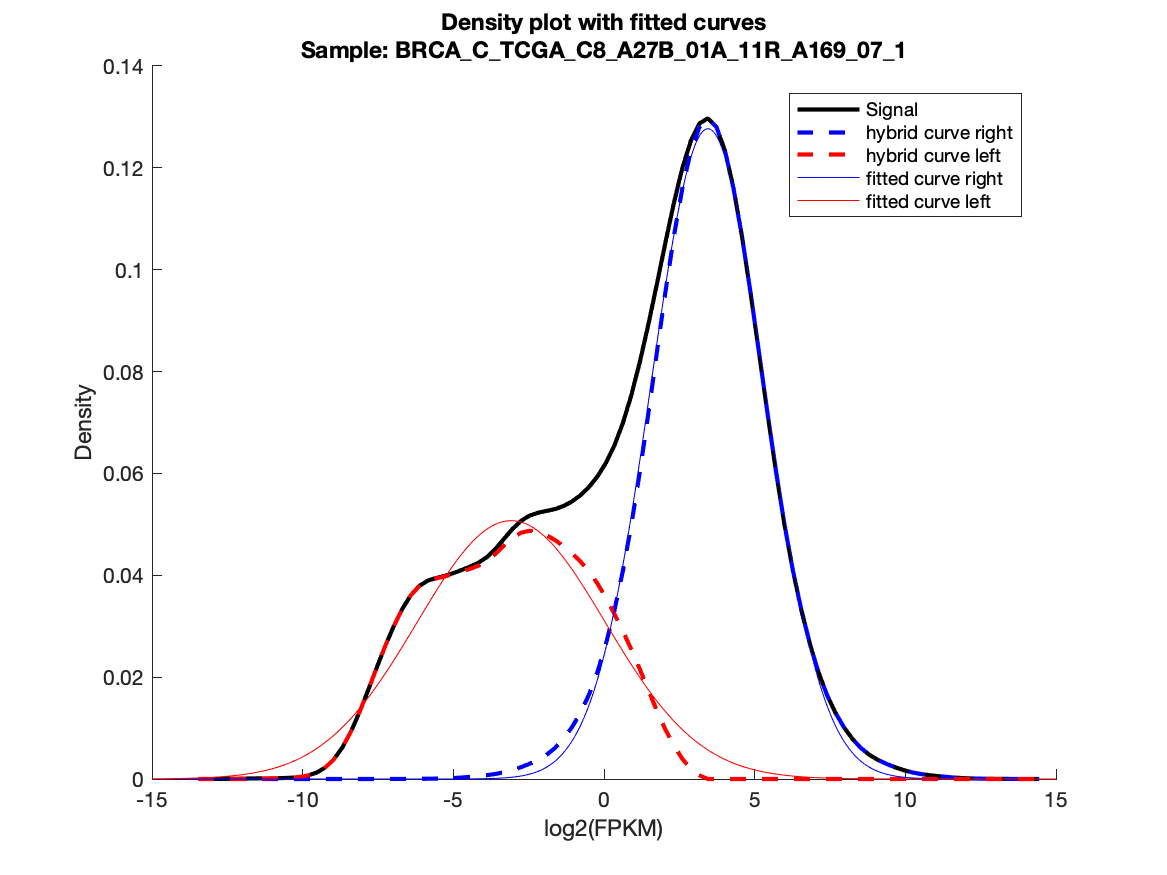 Density plot with fitted curves
Sample: BRCA_C_TCGA_C8_A27B_01A_11R_A169_07_1
0.14
0.12
0.1
0.08
0.06
0.04
0.02
0
Density
Signal
hybrid curve right
hybrid curve left
fitted curve right
fitted curve left
-15 -10 -5 0 5 10 15
log2(FPKM)